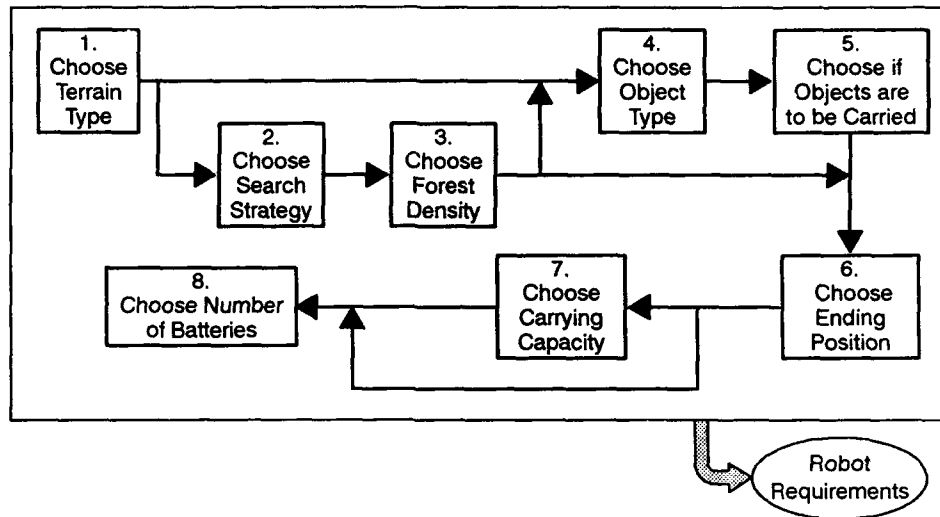 1.
Choose
Terrain
Type
2.
Choose
Search
Strategy
3.
Choose
Forest
Density
4.
Choose
Object
Type
5.
Choose if
Objects are
to be Carried
6.
Choose
Ending
Position
7.
Choose
Carrying
Capacity
8.
Choose Number
of Batteries
Robot
Requirements